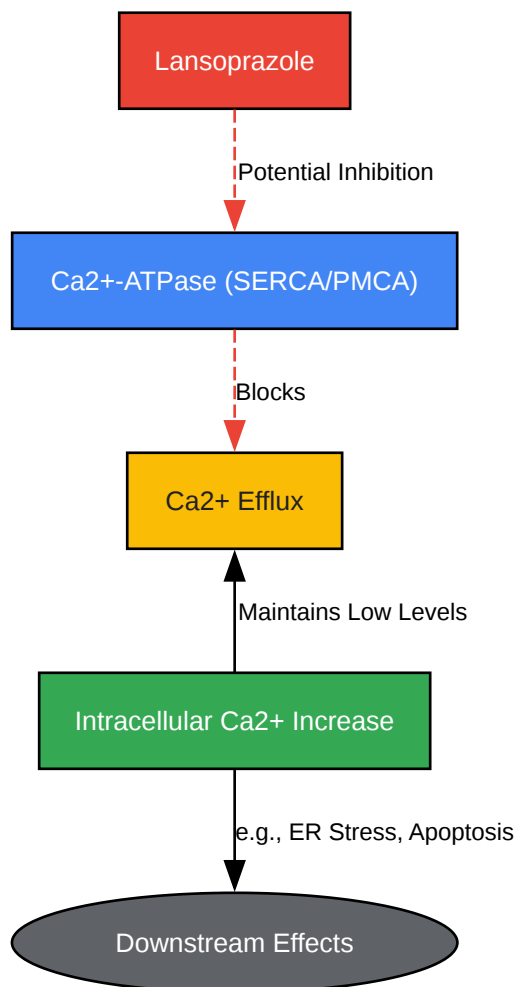 Lansoprazole
Potential Inhibition
Ca2+-ATPase (SERCA/PMCA)
Blocks
Ca2+ Efflux
Maintains Low Levels
Intracellular Ca2+ Increase
e.g., ER Stress, Apoptosis
Downstream Effects